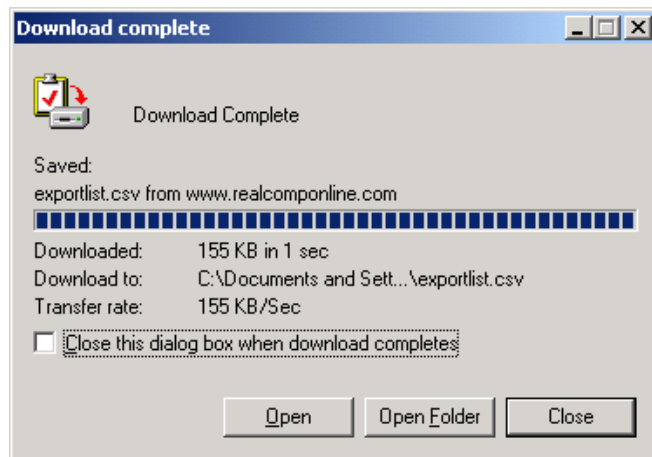 Download complete
Download Complete
Saved:
exportlist.csv from www.realcomponline.com
Downloaded: 155 KB in 1 sec
Download to: C:\Documents and Sett...\exportlist.csv
Transfer rate: 155 KB/Sec
Close this dialog box when download completes
Open Open Folder Close